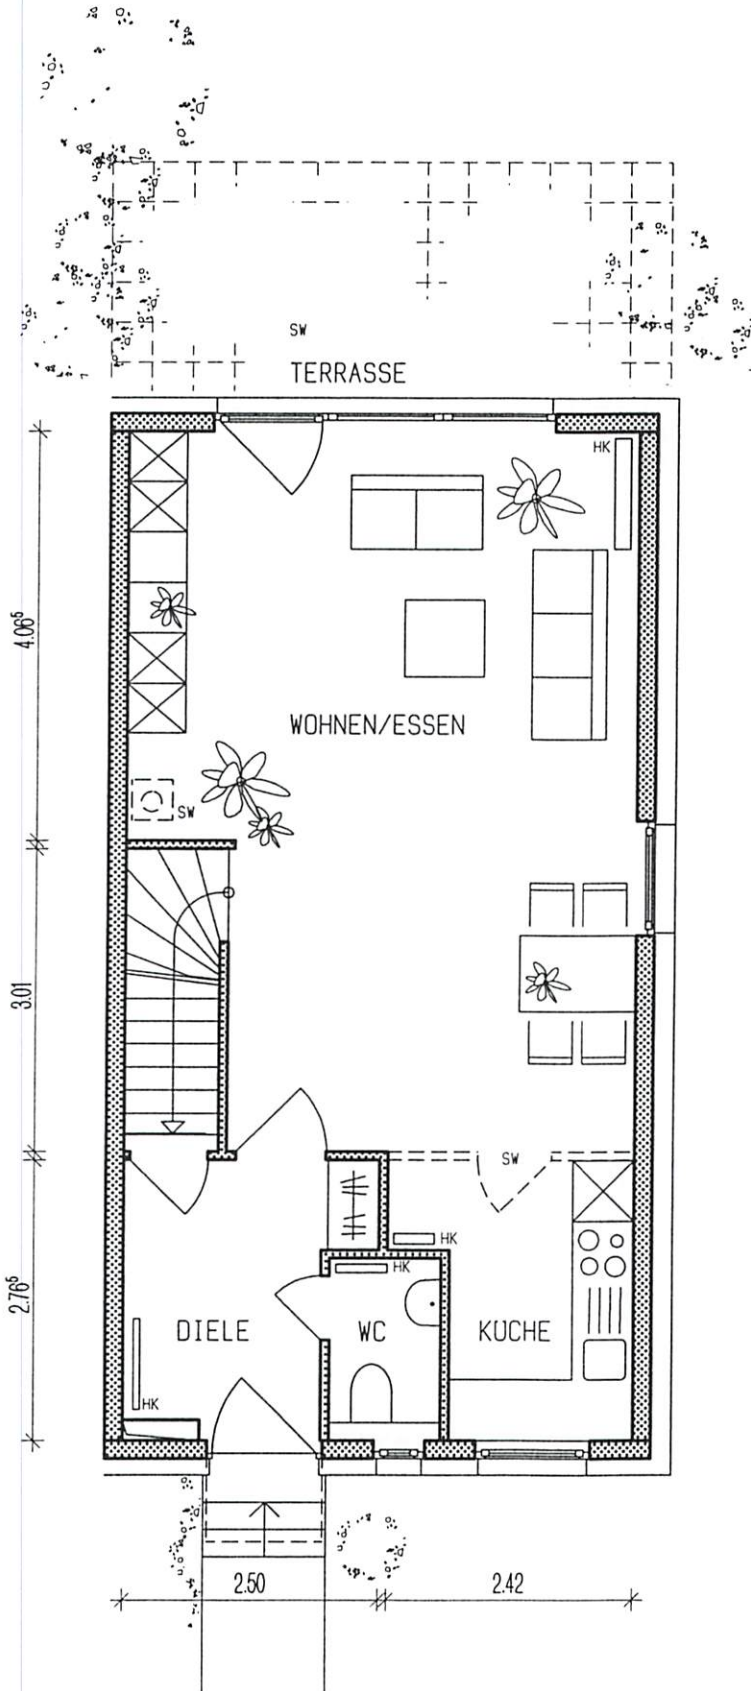 SW
TERRASSE
HK
4.06⁵
WOHNEN/ESSEN
SW
3.01
SW
HK
HK
2.76⁵
DIELE
WC
KÜCHE
HK
2.50
2.42